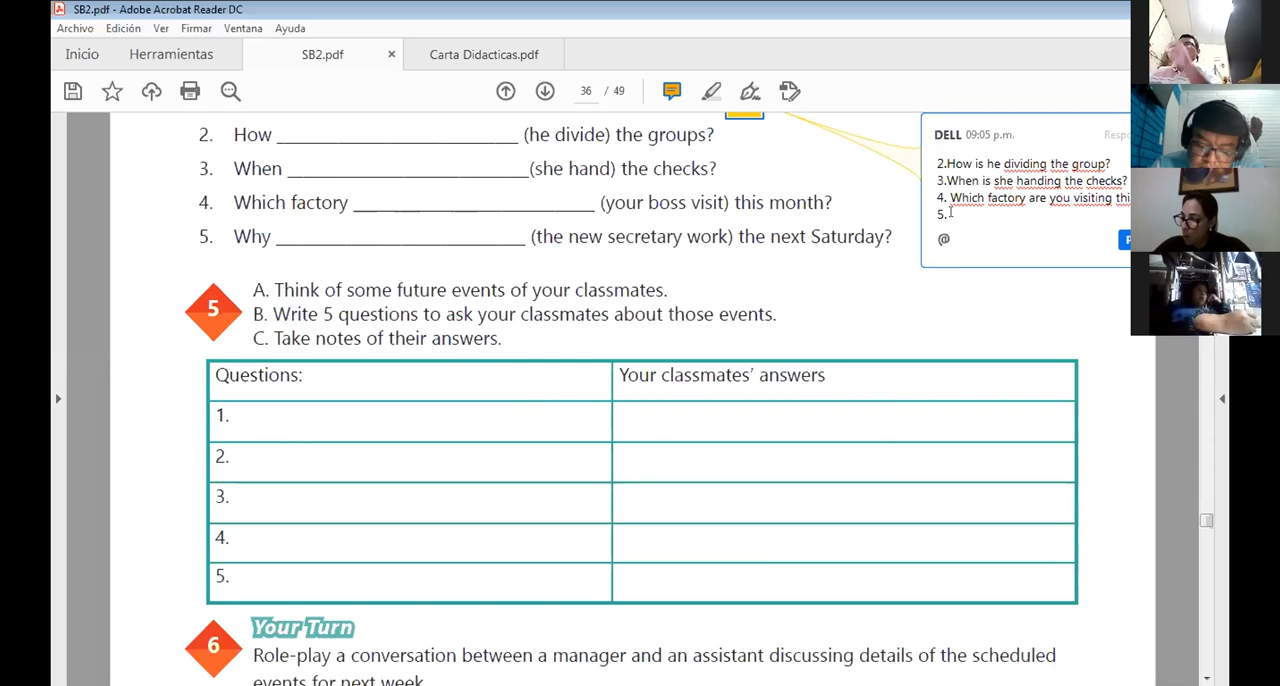 SB2.pdf - Adobe Acrobat Reader DC
Archivo Edición Ver Firmar Ventana Ayuda
Inicio Herramientas SB2.pdf × Carta Didacticas.pdf
36 / 49
2. How ________________________ (he divide) the groups?
3. When ________________________(she hand) the checks?
4. Which factory ________________________ (your boss visit) this month?
5. Why _________________________ (the new secretary work) the next Saturday?
DELL 09:05 p.m.
2.How is he dividing the group?
3.When is she handing the checks?
4. Which factory are you visiting thi
5.
@
5
A. Think of some future events of your classmates.
B. Write 5 questions to ask your classmates about those events.
C. Take notes of their answers.
Questions: Your classmates' answers
1.
2.
3.
4.
5.
6
Your Turn
Role-play a conversation between a manager and an assistant discussing details of the scheduled
events for next week